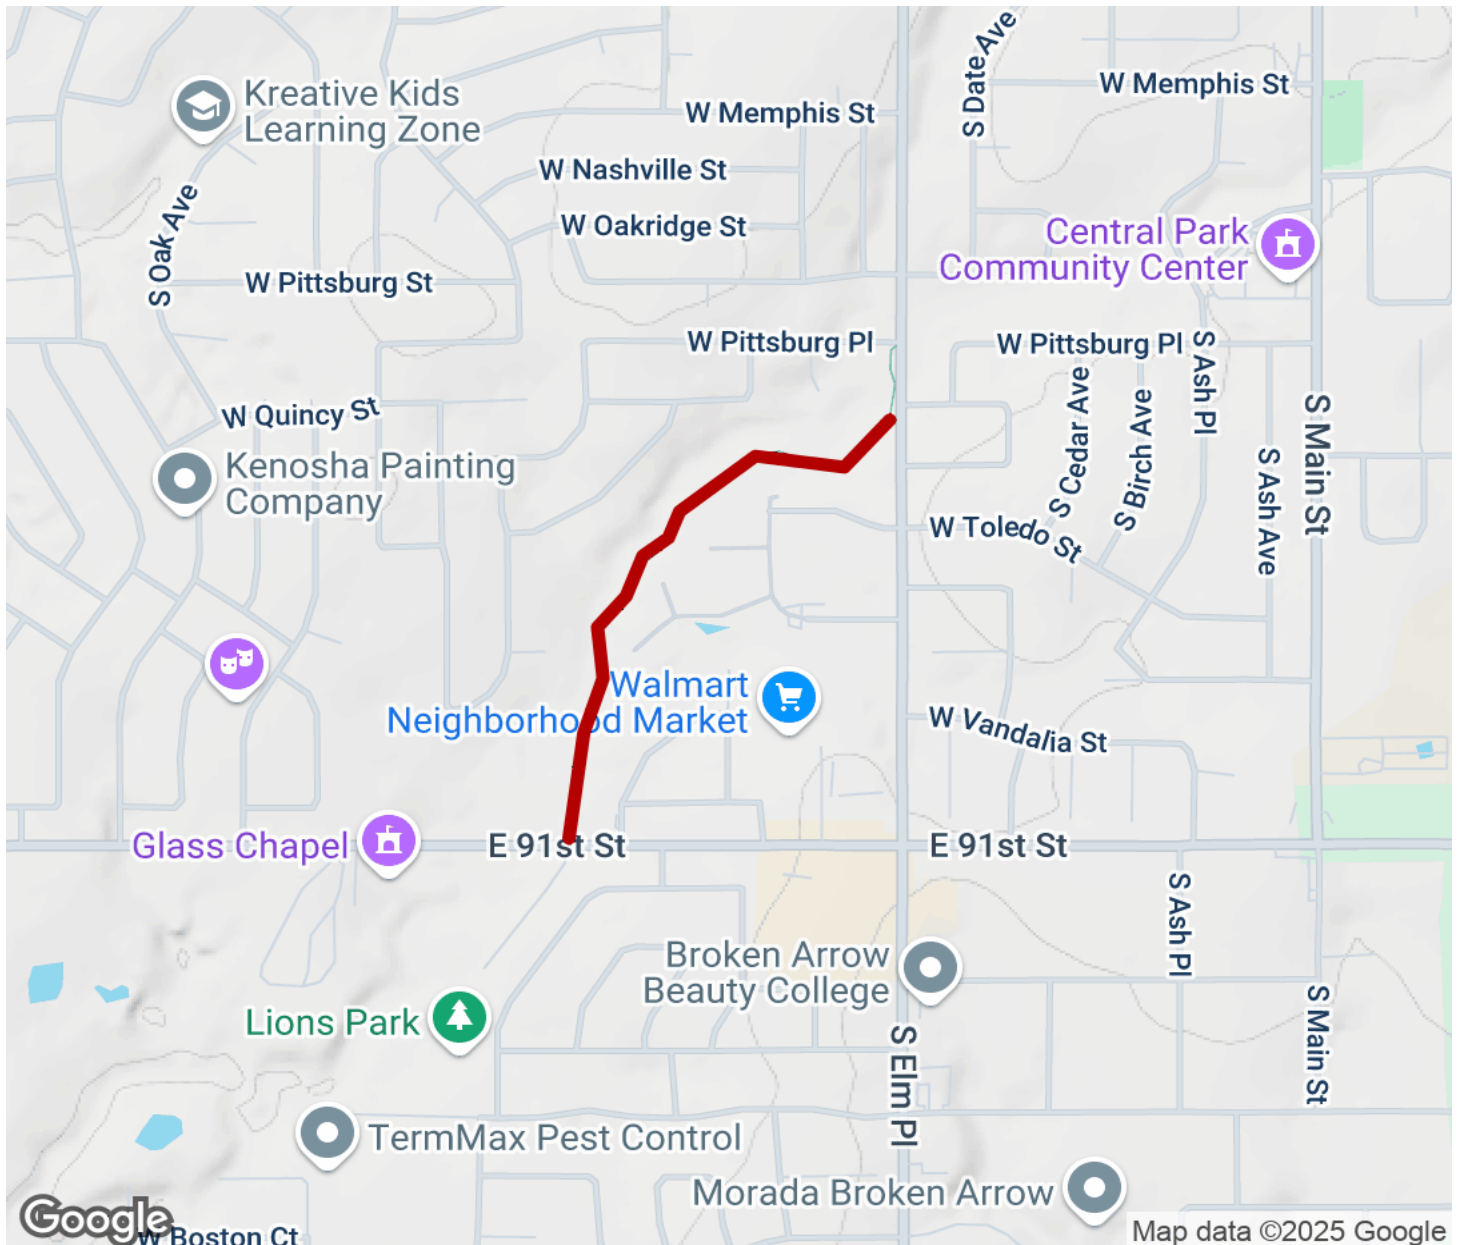 S Date Ave
Kreative Kids
Learning Zone
W Memphis St
W Memphis St
W Nashville St
S Oak Ave
W Oakridge St
Central Park
Community Center
W Pittsburg St
W Pittsburg Pl
W Pittsburg Pl
S Ash Pl
W Quincy St
S Cedar Ave
S Birch Ave
S Main St
Kenosha Painting
Company
S Ash Ave
W Toledo St
Walmart
Neighborhood Market
W Vandalia St
Glass Chapel
E 91st St
E 91st St
S Ash Pl
Broken Arrow
Beauty College
Lions Park
S Main St
S Elm Pl
TermMax Pest Control
Morada Broken Arrow
Google
W Boston Ct
Map data ©2025 Google